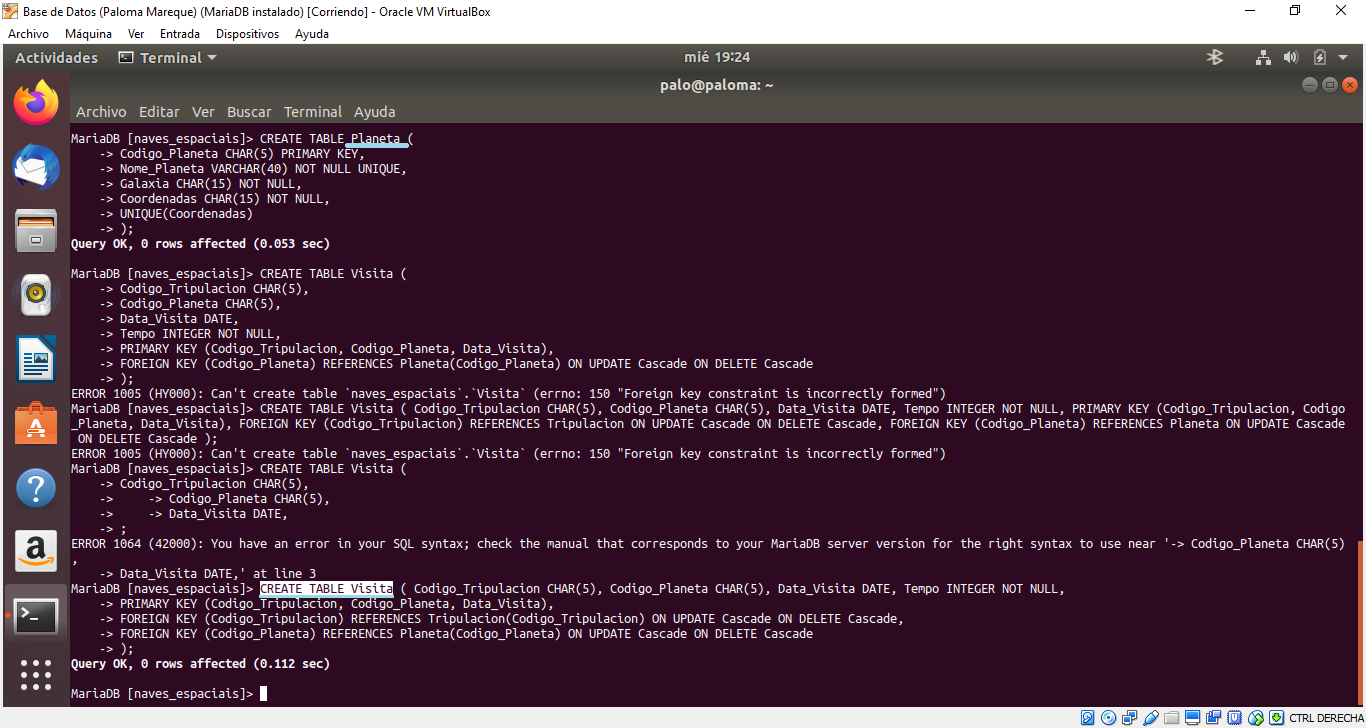 Base de Datos (Paloma Mareque) (MariaDB instalado) [Corriendo] - Oracle VM VirtualBox
Archivo Máquina Ver Entrada Dispositivos Ayuda
Actividades Terminal mié 19:24
palo@paloma: ~
Archivo Editar Ver Buscar Terminal Ayuda
MariaDB [naves_espaciais]> CREATE TABLE Planeta (
-> Codigo_Planeta CHAR(5) PRIMARY KEY,
-> Nome_Planeta VARCHAR(40) NOT NULL UNIQUE,
-> Galaxia CHAR(15) NOT NULL,
-> Coordenadas CHAR(15) NOT NULL,
-> UNIQUE(Coordenadas)
-> );
Query OK, 0 rows affected (0.053 sec)
MariaDB [naves_espaciais]> CREATE TABLE Visita (
-> Codigo_Tripulacion CHAR(5),
-> Codigo_Planeta CHAR(5),
-> Data_Visita DATE,
-> Tempo INTEGER NOT NULL,
-> PRIMARY KEY (Codigo_Tripulacion, Codigo_Planeta, Data_Visita),
-> FOREIGN KEY (Codigo_Planeta) REFERENCES Planeta(Codigo_Planeta) ON UPDATE Cascade ON DELETE Cascade
-> );
ERROR 1005 (HY000): Can't create table `naves_espaciais`.`Visita` (errno: 150 "Foreign key constraint is incorrectly formed")
MariaDB [naves_espaciais]> CREATE TABLE Visita ( Codigo_Tripulacion CHAR(5), Codigo_Planeta CHAR(5), Data_Visita DATE, Tempo INTEGER NOT NULL, PRIMARY KEY (Codigo_Tripulacion, Codigo
_Planeta, Data_Visita), FOREIGN KEY (Codigo_Tripulacion) REFERENCES Tripulacion ON UPDATE Cascade ON DELETE Cascade, FOREIGN KEY (Codigo_Planeta) REFERENCES Planeta ON UPDATE Cascade
ON DELETE Cascade );
ERROR 1005 (HY000): Can't create table `naves_espaciais`.`Visita` (errno: 150 "Foreign key constraint is incorrectly formed")
MariaDB [naves_espaciais]> CREATE TABLE Visita (
-> Codigo_Tripulacion CHAR(5),
-> -> Codigo_Planeta CHAR(5),
-> -> Data_Visita DATE,
-> ;
ERROR 1064 (42000): You have an error in your SQL syntax; check the manual that corresponds to your MariaDB server version for the right syntax to use near '-> Codigo_Planeta CHAR(5)
,
-> Data_Visita DATE,' at line 3
MariaDB [naves_espaciais]> CREATE TABLE Visita ( Codigo_Tripulacion CHAR(5), Codigo_Planeta CHAR(5), Data_Visita DATE, Tempo INTEGER NOT NULL,
-> PRIMARY KEY (Codigo_Tripulacion, Codigo_Planeta, Data_Visita),
-> FOREIGN KEY (Codigo_Tripulacion) REFERENCES Tripulacion(Codigo_Tripulacion) ON UPDATE Cascade ON DELETE Cascade,
-> FOREIGN KEY (Codigo_Planeta) REFERENCES Planeta(Codigo_Planeta) ON UPDATE Cascade ON DELETE Cascade
-> );
Query OK, 0 rows affected (0.112 sec)
MariaDB [naves_espaciais]>
CTRL DERECHA